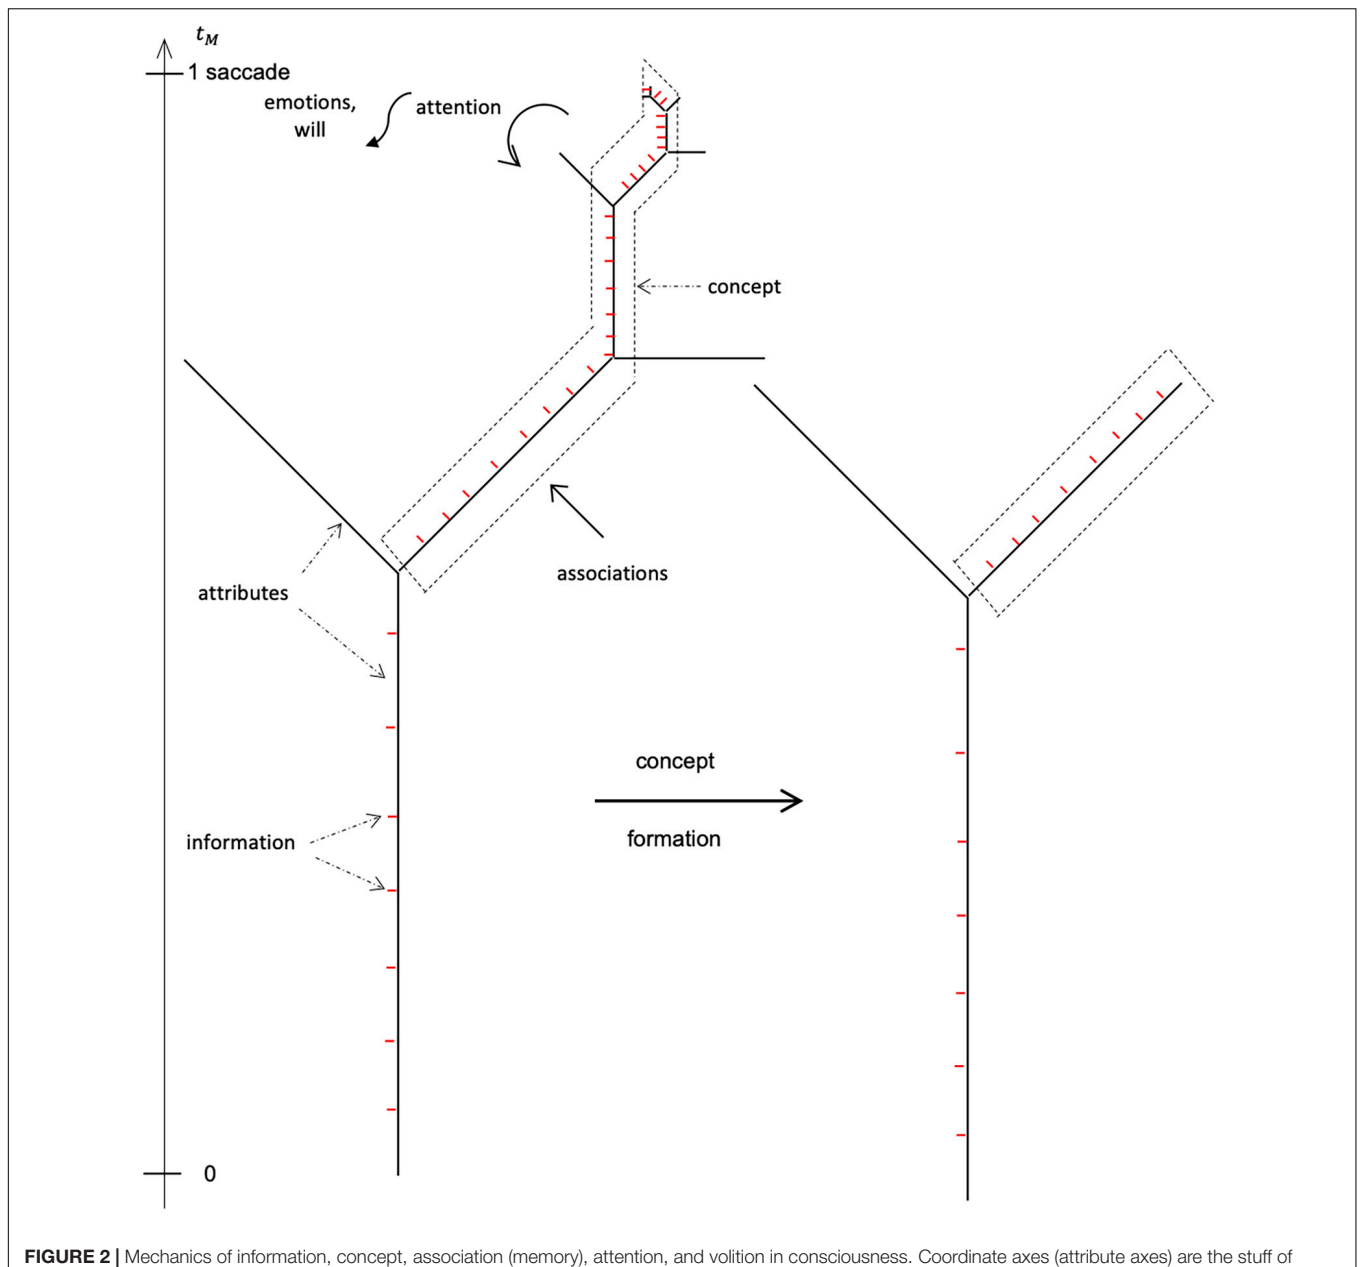 t_M
1 saccade
emotions,
will
attention
concept
associations
attributes
concept
formation
information
0
FIGURE 2 | Mechanics of information, concept, association (memory), attention, and volition in consciousness. Coordinate axes (attribute axes) are the stuff of